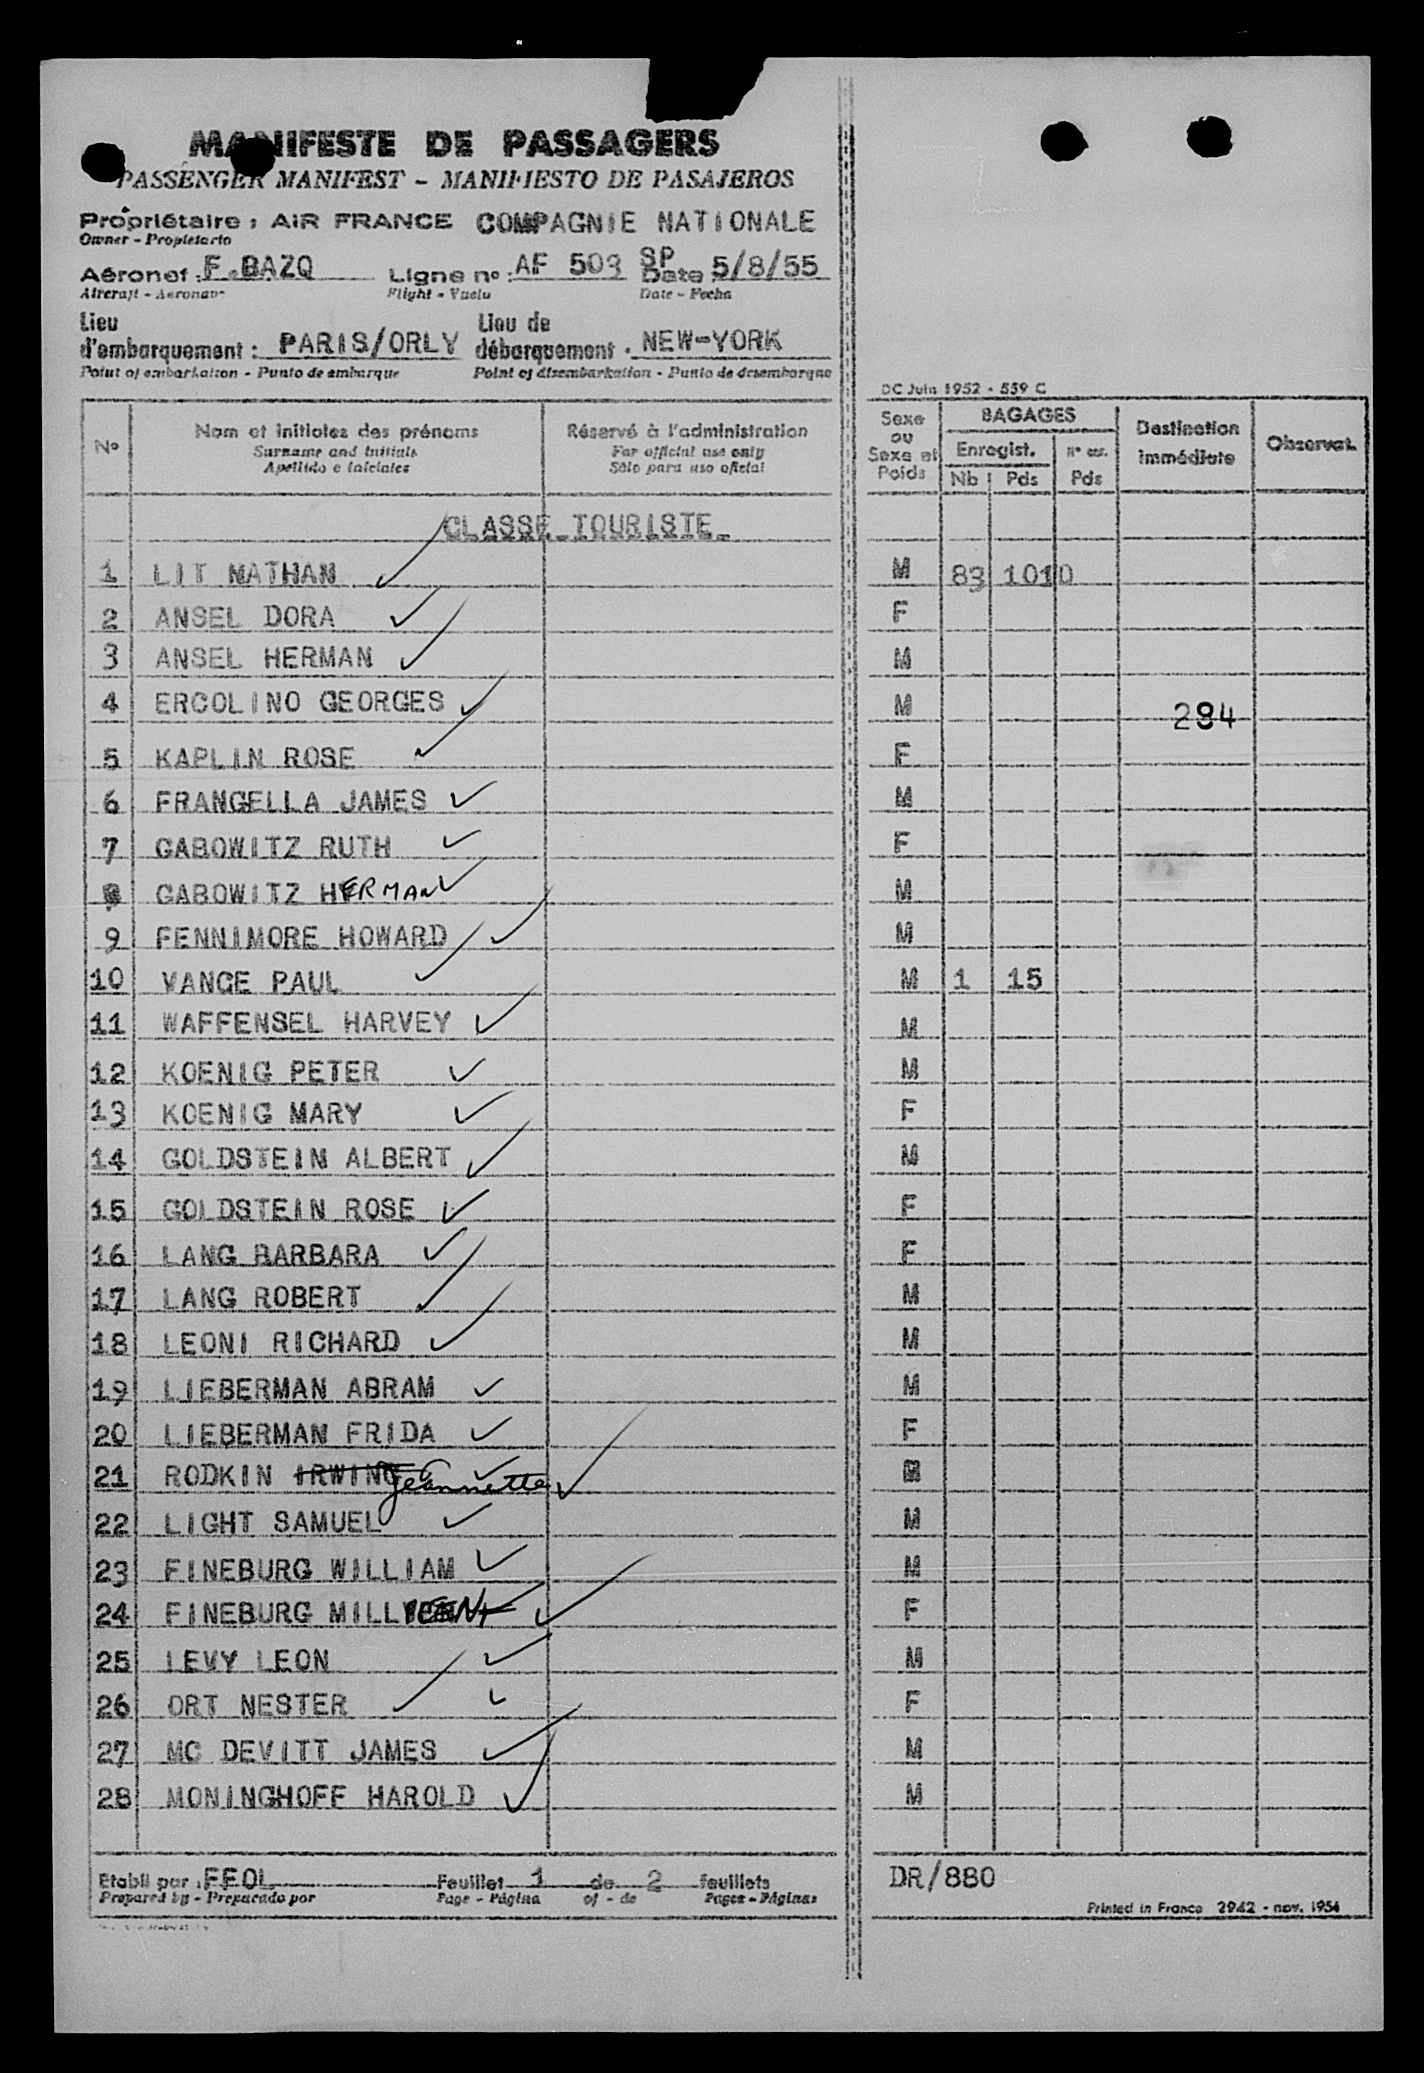 MANIFESTE DE PASSAGERS
PASSENGER MANIFEST - MANIFIESTO DE PASAJEROS
Propriétaire : AIR FRANCE COMPAGNIE NATIONALE
Owner - Propietario
Aéronef : F.BAZQ Ligne no : AF 509 SP Date 5/8/55
Aircraft - Aeronave Flight - Vuelo Date - Fecha
Lieu d'embarquement : PARIS/ORLY Lieu de débarquement : NEW-YORK
Point of embarkation - Punto de embarque Point of disembarkation - Punto de desembarque
DC Juin 1952 - 559 C
No Nom et initiales des prénoms Réservé à l'administration Sexe ou Sexe et Poids BAGAGES Destination immédiate Observat.
Surname and initials For official use only Enregist.
Apellido e iniciales Sólo para uso oficial Nb Pds Pds
CLASSE TOURISTE
1 LIT NATHAN M 83 1010
2 ANSEL DORA F
3 ANSEL HERMAN M
4 ERCOLINO GEORGES M 284
5 KAPLIN ROSE F
6 FRANGELLA JAMES M
7 GABOWITZ RUTH F
8 GABOWITZ HERMAN M
9 FENNIMORE HOWARD M
10 VANGE PAUL M 1 15
11 WAFFENSEL HARVEY M
12 KOENIG PETER M
13 KOENIG MARY F
14 GOLDSTEIN ALBERT M
15 GOLDSTEIN ROSE F
16 LANG BARBARA F
17 LANG ROBERT M
18 LEONI RICHARD M
19 LIEBERMAN ABRAM M
20 LIEBERMAN FRIDA F
21 RODKIN IRWING Jeannette
22 LIGHT SAMUEL M
23 FINEBURG WILLIAM M
24 FINEBURG F
25 LEVY LEON M
26 ORT NESTER F
27 MC DEVITT JAMES M
28 MONINGHOFF HAROLD M
Etabli par : FEOL Feuillet 1 de 2 feuillets DR/880
Prepared by - Preparado por Page - Página of - de Pages - Páginas
Printed in France 2942 - nov. 1954